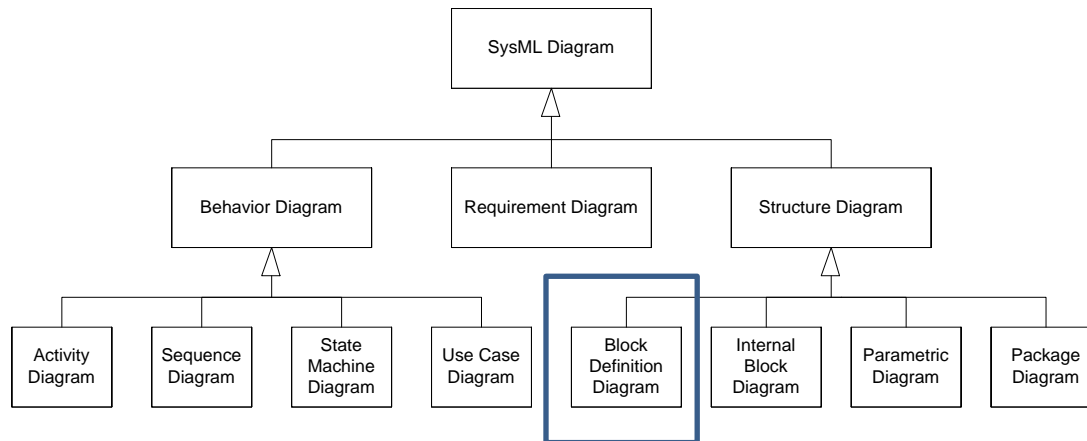 SysML Diagram
Behavior Diagram
Requirement Diagram
Structure Diagram
Activity
Diagram
Sequence
Diagram
State
Machine
Diagram
Use Case
Diagram
Block
Definition
Diagram
Internal
Block
Diagram
Parametric
Diagram
Package
Diagram